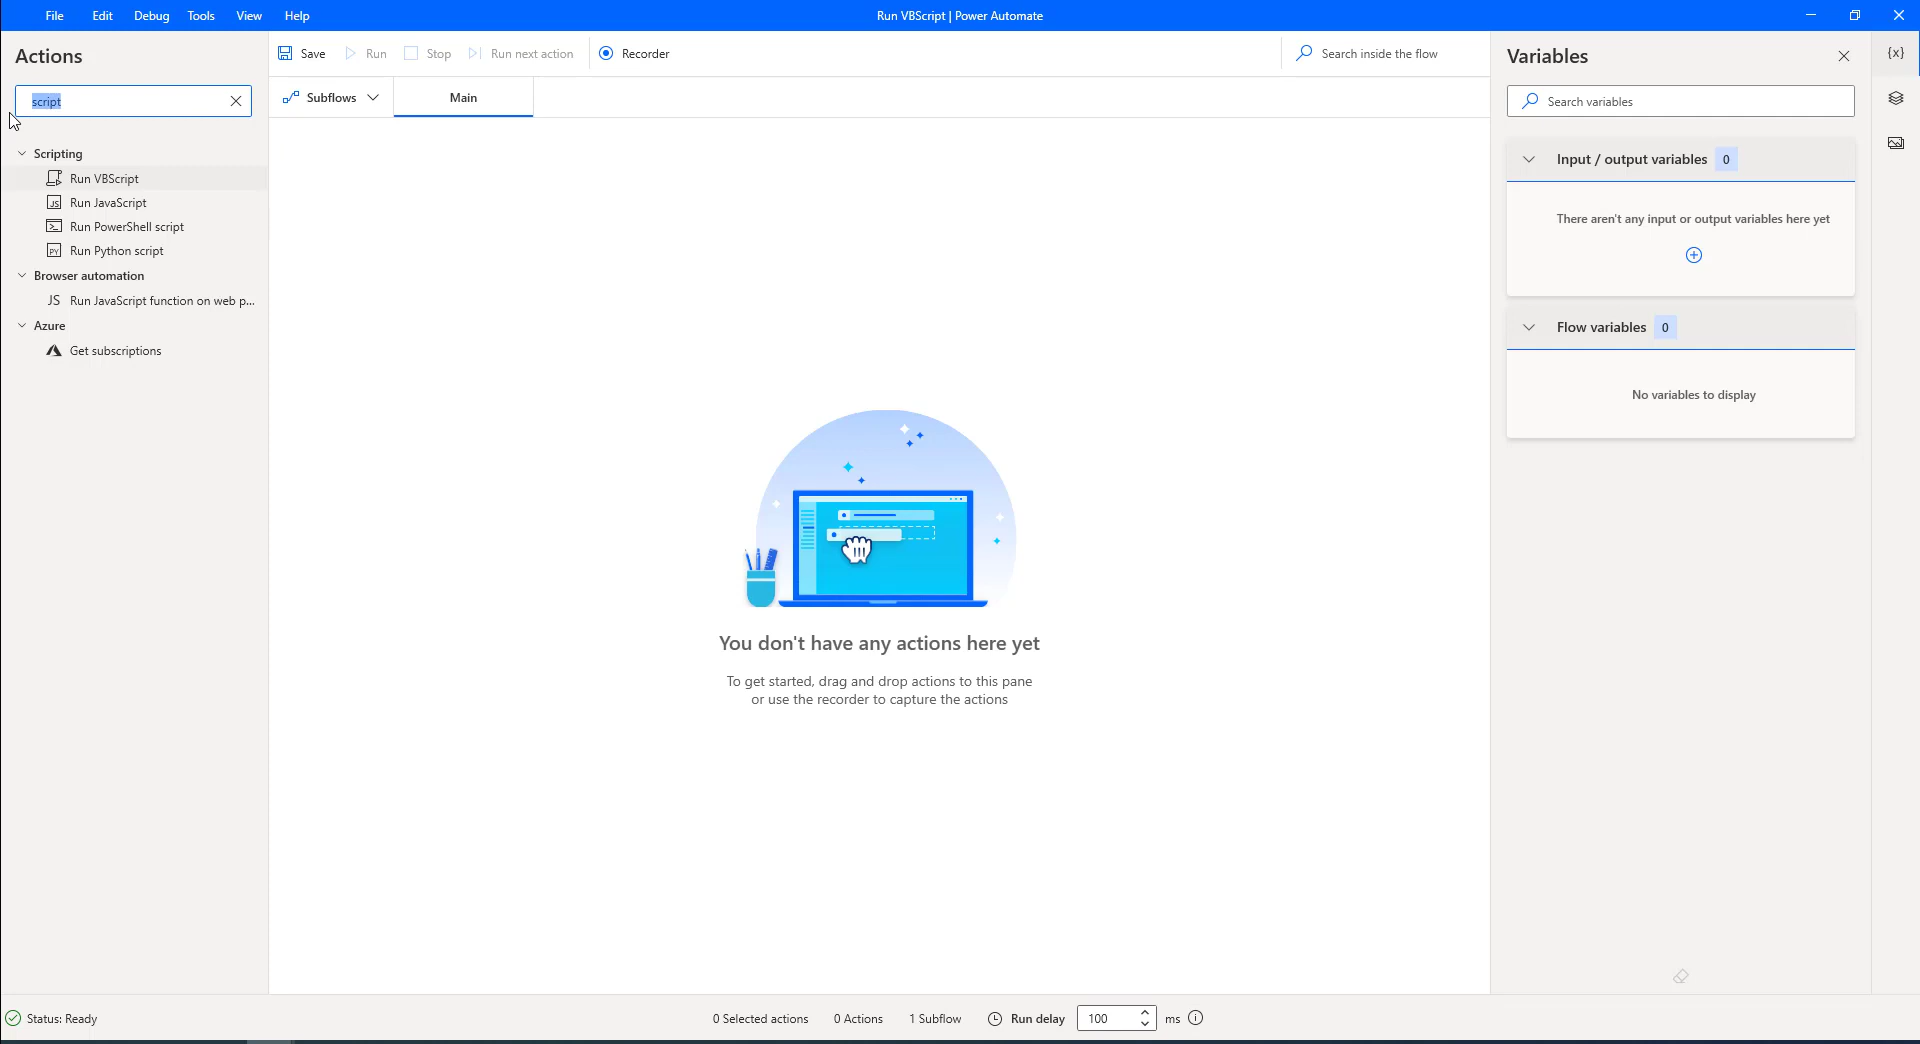 File Edit Debug Tools View Help
Run VBScript | Power Automate
Actions
script
Scripting
Run VBScript
JS Run JavaScript
Run PowerShell script
PY Run Python script
Browser automation
JS Run JavaScript function on web p...
Azure
Get subscriptions
Save Run Stop Run next action Recorder
Search inside the flow
Subflows Main
You don't have any actions here yet
To get started, drag and drop actions to this pane
or use the recorder to capture the actions
Variables
{x}
Search variables
Input / output variables 0
There aren't any input or output variables here yet
Flow variables 0
No variables to display
Status: Ready
0 Selected actions 0 Actions 1 Subflow Run delay 100 ms